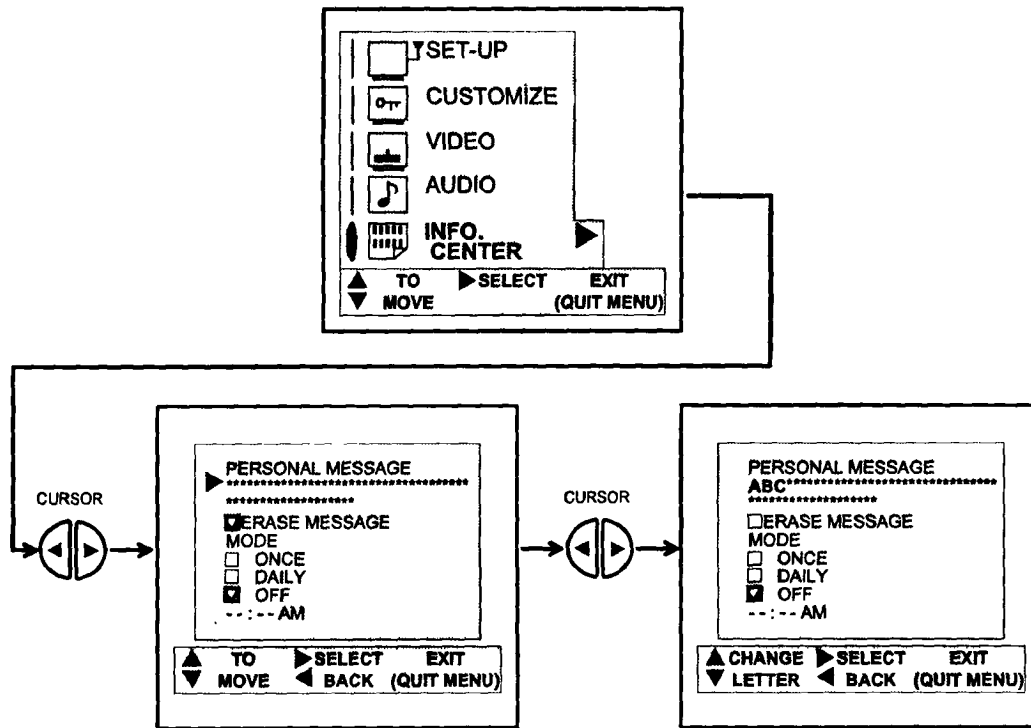 SET-UP
CUSTOMİZE
VIDEO
AUDIO
INFO.
CENTER
TO ▶SELECT EXIT
MOVE (QUIT MENU)
CURSOR
PERSONAL MESSAGE
***********************************
*******************
ERASE MESSAGE
MODE
ONCE
DAILY
OFF
--:-- AM
TO ▶SELECT EXIT
MOVE ◀ BACK (QUIT MENU)
CURSOR
PERSONAL MESSAGE
ABC******************************
*******************
ERASE MESSAGE
MODE
ONCE
DAILY
OFF
--:-- AM
▲ CHANGE ▶SELECT EXIT
▼ LETTER ◀ BACK (QUIT MENU)